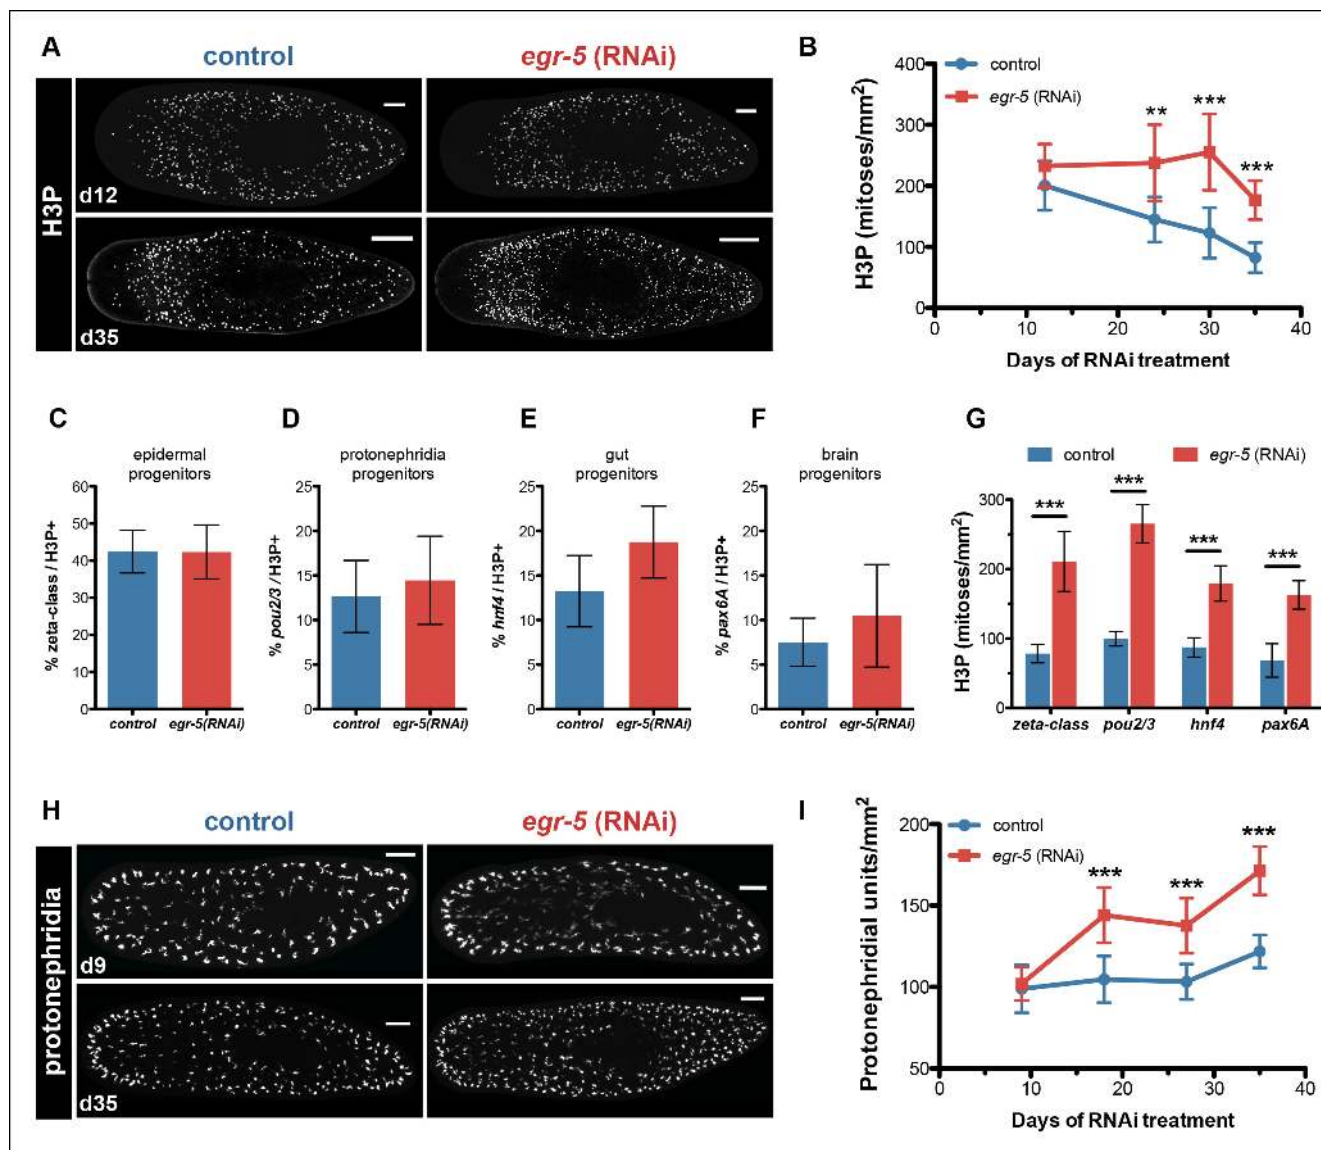 A
control
egr-5 (RNAi)
H3P
d12
d35
B
control
egr-5 (RNAi)
H3P (mitoses/mm²)
400
300
200
100
0
**
***
***
0 10 20 30 40
Days of RNAi treatment
C
epidermal
progenitors
% zeta-class / H3P+
60
50
40
30
20
10
0
control egr-5(RNAi)
D
protonephridia
progenitors
% pou2/3 / H3P+
25
20
15
10
5
0
control egr-5(RNAi)
E
gut
progenitors
% hnf4 / H3P+
25
20
15
10
5
0
control egr-5(RNAi)
F
brain
progenitors
% pax6A / H3P+
25
20
15
10
5
0
control egr-5(RNAi)
G
control egr-5 (RNAi)
H3P (mitoses/mm²)
300
200
100
0
***
***
***
***
zeta-class pou2/3 hnf4 pax6A
H
control
egr-5 (RNAi)
protonephridia
d9
d35
I
control
egr-5 (RNAi)
Protonephridial units/mm²
200
150
100
50
***
***
***
0 10 20 30 40
Days of RNAi treatment